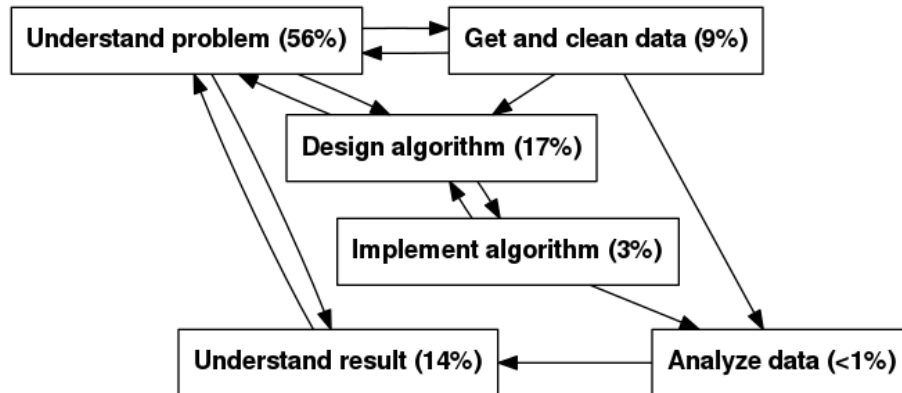 Understand problem (56%)
Get and clean data (9%)
Design algorithm (17%)
Implement algorithm (3%)
Understand result (14%)
Analyze data (<1%)